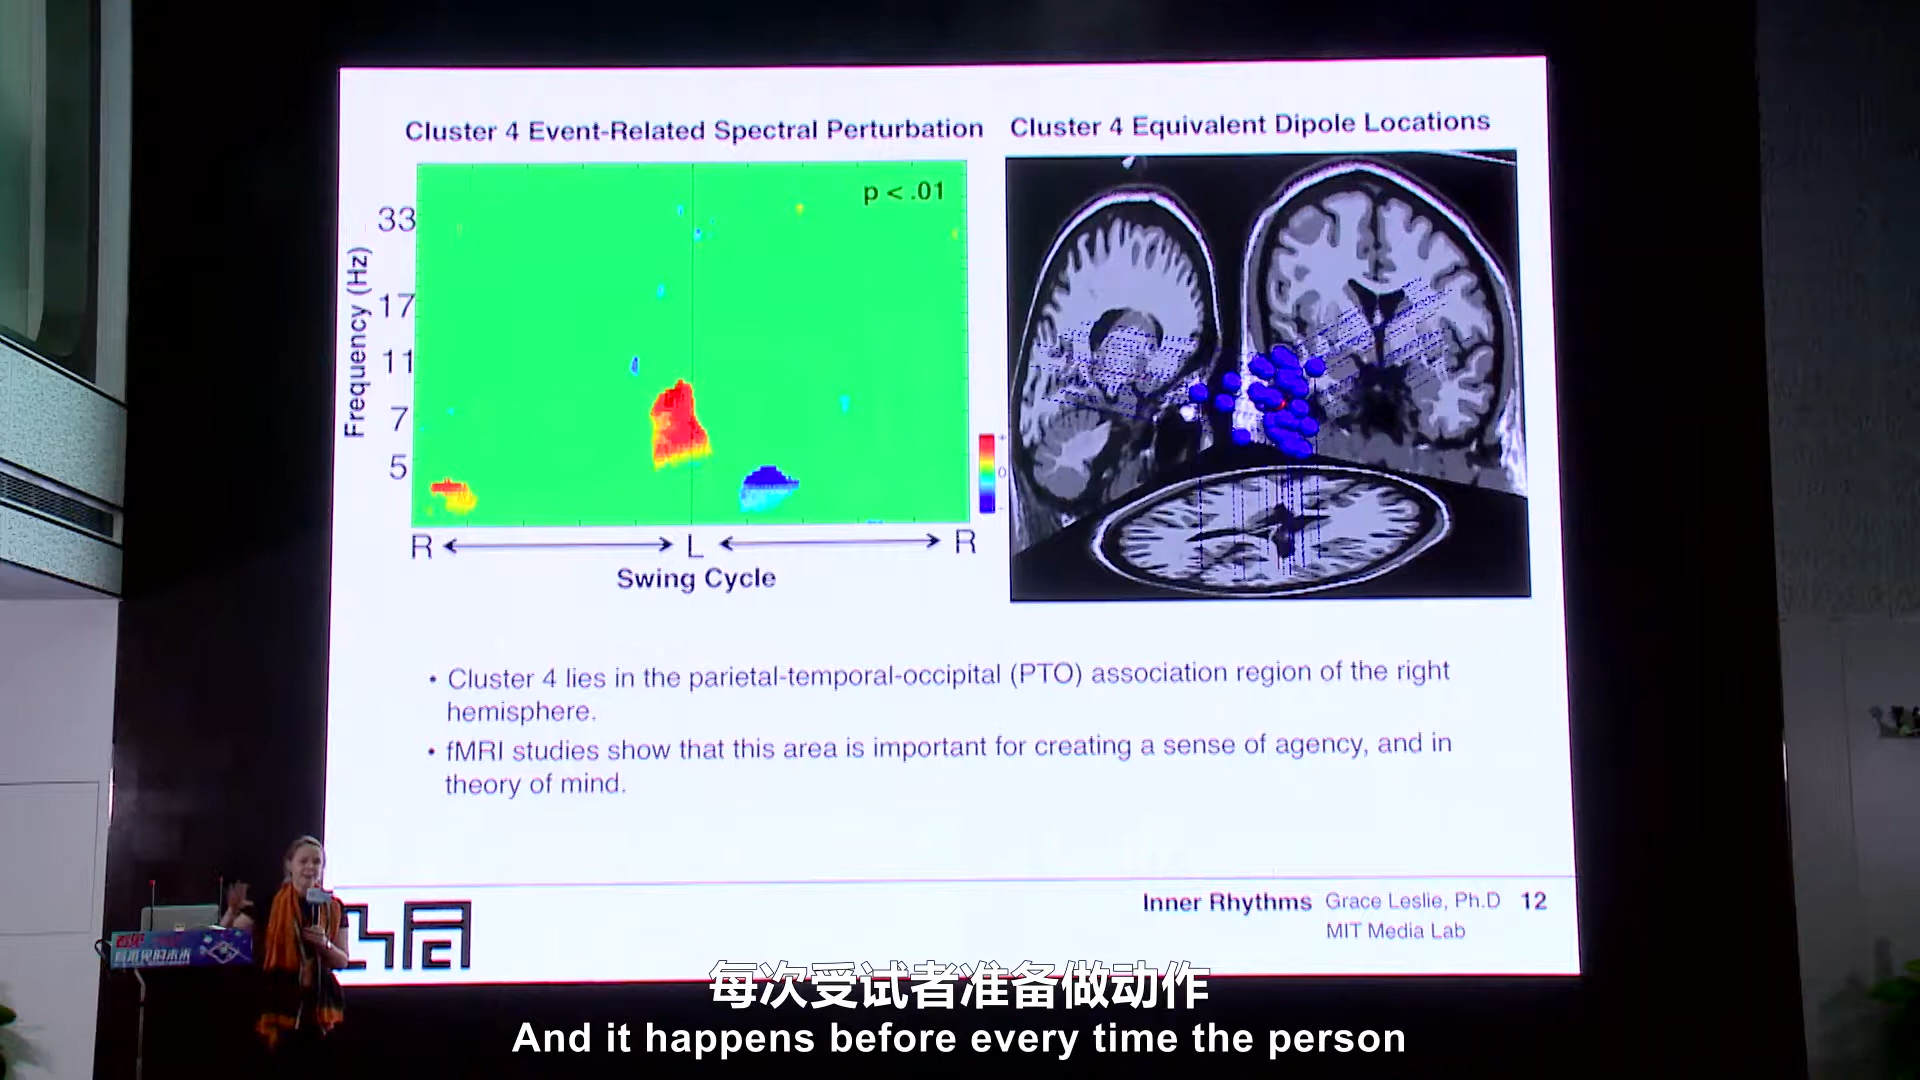 Cluster 4 Event-Related Spectral Perturbation
Cluster 4 Equivalent Dipole Locations
p < .01
33
17
11
7
5
Frequency (Hz)
+
0
-
R
L
R
Swing Cycle
• Cluster 4 lies in the parietal-temporal-occipital (PTO) association region of the right
hemisphere.
• fMRI studies show that this area is important for creating a sense of agency, and in
theory of mind.
Inner Rhythms Grace Leslie, Ph.D 12
MIT Media Lab
每次受试者准备做动作
And it happens before every time the person